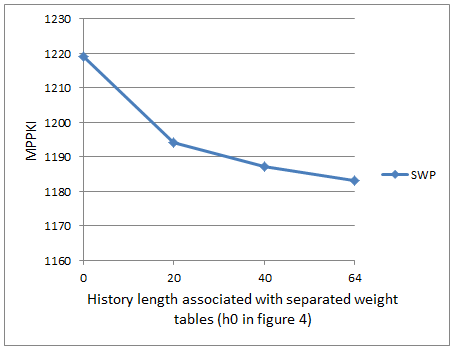 1230
1220
1210
1200
1190
1180
1170
1160
MPPKI
0 20 40 64
SWP
History length associated with separated weight
tables (h0 in figure 4)